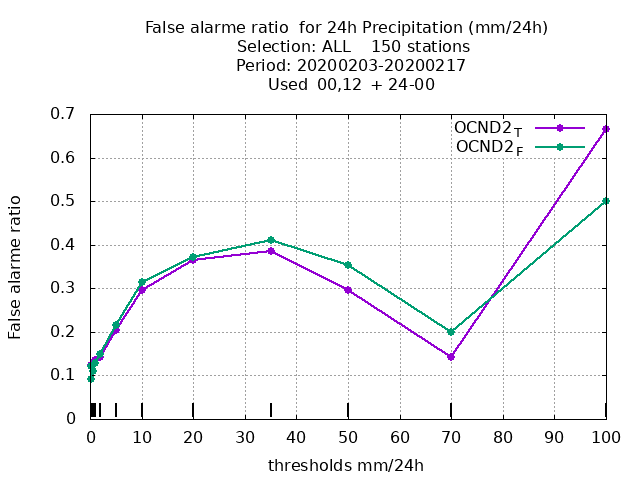 False alarme ratio  for 24h Precipitation (mm/24h)
Selection: ALL    150 stations
Period: 20200203-20200217
Used  00,12  + 24-00
0.7
0.6
0.5
0.4
0.3
0.2
0.1
0
False alarme ratio
OCND2T
OCND2F
0 10 20 30 40 50 60 70 80 90 100
thresholds mm/24h